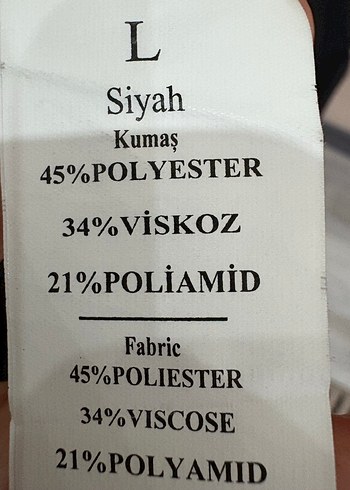 L
Siyah
Kumaş
45%POLYESTER
34%VİSKOZ
21%POLİAMİD
Fabric
45%POLIESTER
34%VISCOSE
21%POLYAMID